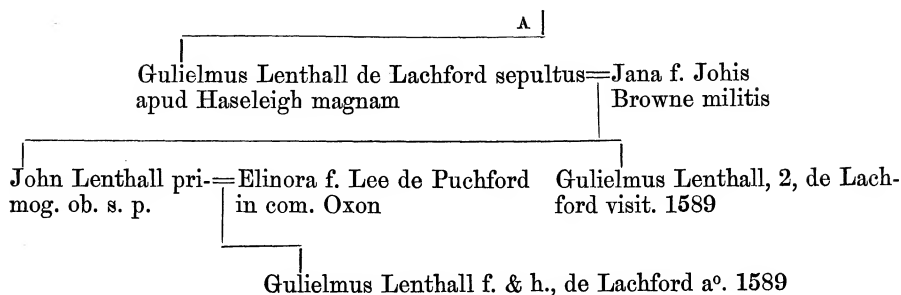 A
Gulielmus Lenthall de Lachford sepultus=Jana f. Johis
apud Haseleigh magnam Browne militis
John Lenthall pri-=Elinora f. Lee de Puchford Gulielmus Lenthall, 2, de Lach-
mog. ob. s. p. in com. Oxon ford visit. 1589
Gulielmus Lenthall f. & h., de Lachford aº. 1589